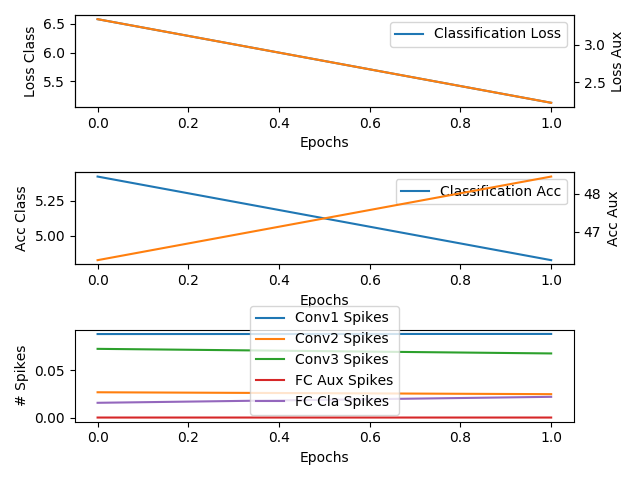 6.5
6.0
5.5
Loss Class
Classification Loss
3.0
2.5
Loss Aux
0.0 0.2 0.4 0.6 0.8 1.0
Epochs
5.25
5.00
Acc Class
Classification Acc
48
47
Acc Aux
0.0 0.2 0.4 0.6 0.8 1.0
Epochs
Conv1 Spikes
Conv2 Spikes
Conv3 Spikes
FC Aux Spikes
FC Cla Spikes
0.05
0.00
# Spikes
0.0 0.2 0.4 0.6 0.8 1.0
Epochs